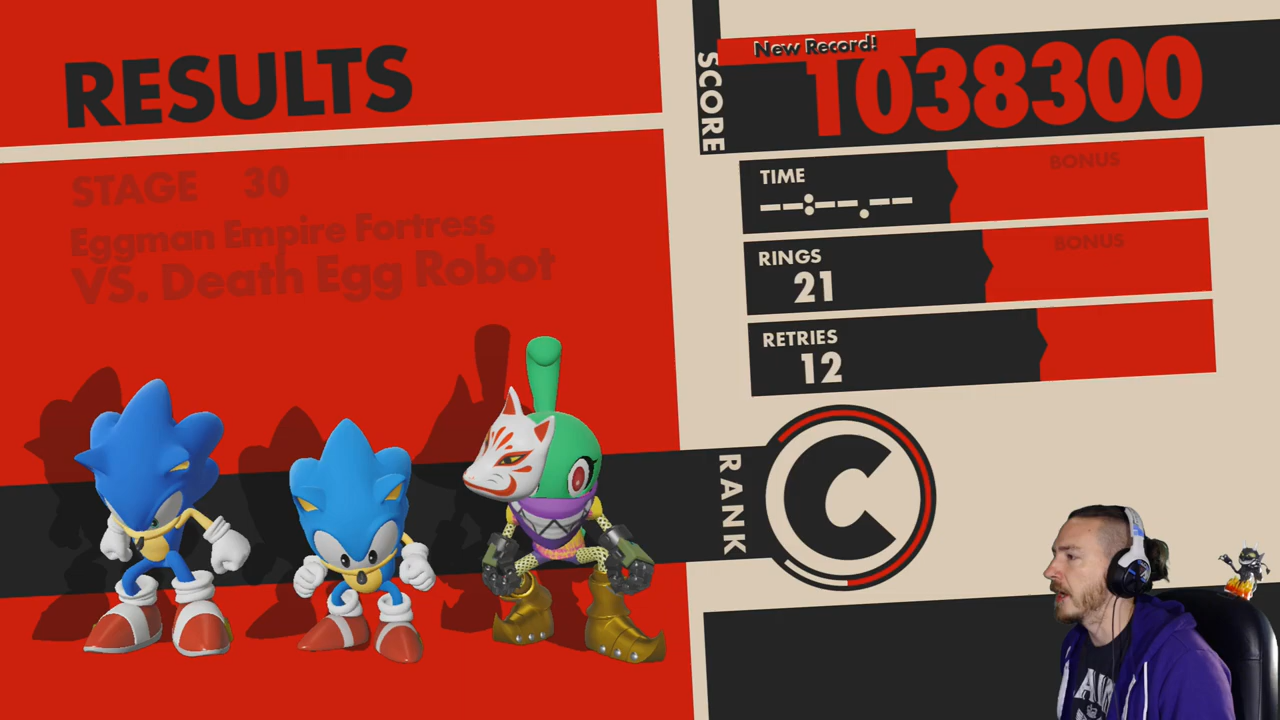 RESULTS
STAGE 30
Eggman Empire Fortress
VS. Death Egg Robot
SCORE
New Record!
1038300
TIME
--:--.--
BONUS
RINGS
21
BONUS
RETRIES
12
RANK
C